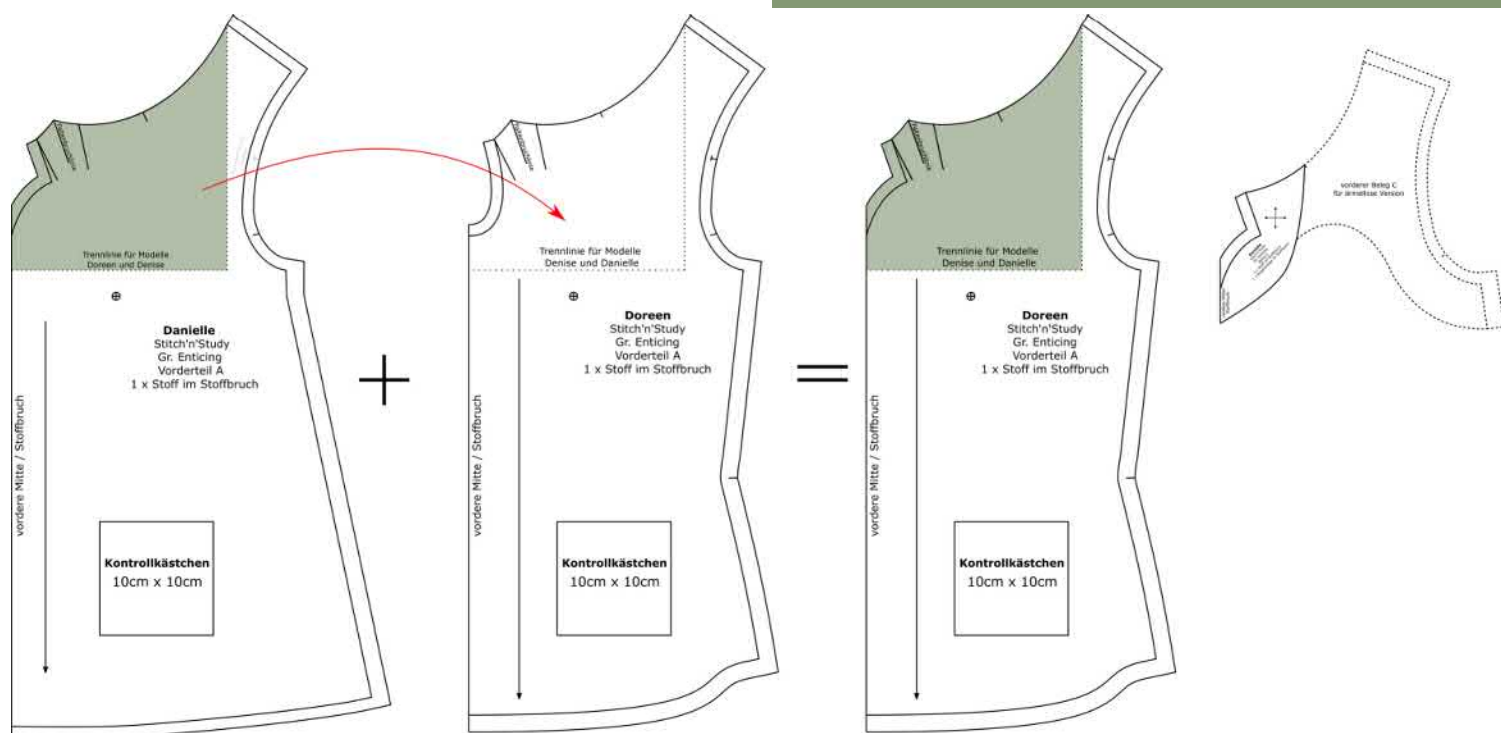 Trennlinie für Modelle
Doreen und Denise
Danielle
Stitch'n'Study
Gr. Enticing
Vorderteil A
1 x Stoff im Stoffbruch
vordere Mitte / Stoffbruch
Kontrollkästchen
10cm x 10cm
Trennlinie für Modelle
Denise und Danielle
Doreen
Stitch'n'Study
Gr. Enticing
Vorderteil A
1 x Stoff im Stoffbruch
vordere Mitte / Stoffbruch
Kontrollkästchen
10cm x 10cm
Trennlinie für Modelle
Doreen und Denise
Doreen
Stitch'n'Study
Gr. Enticing
Vorderteil A
1 x Stoff im Stoffbruch
vordere Mitte / Stoffbruch
Kontrollkästchen
10cm x 10cm
vorderer Beleg C
für ärmellose Version